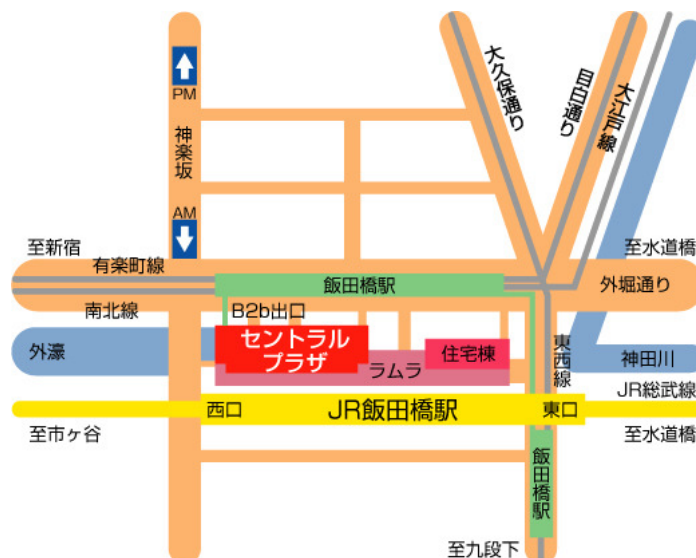 PM
神楽坂
AM
大久保通り
目白通り
大江戸線
至新宿
有楽町線
南北線
飯田橋駅
至水道橋
外堀通り
B2b出口
外濠
セントラル
プラザ
ラムラ
住宅棟
東西線
神田川
JR総武線
西口
JR飯田橋駅
東口
至市ヶ谷
至水道橋
飯田橋駅
至九段下